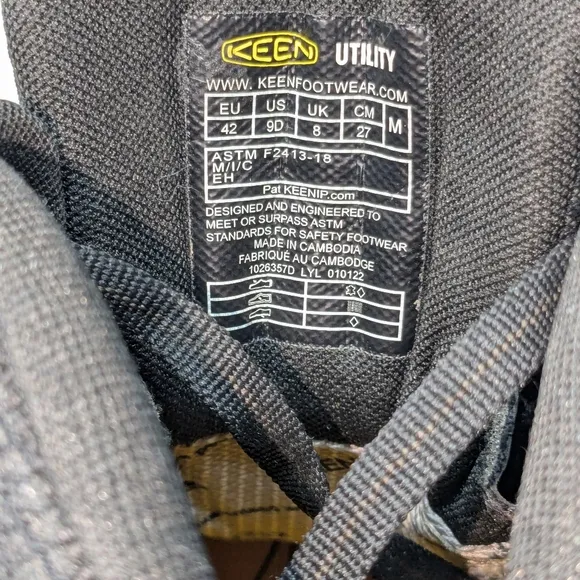 KEEN UTILITY
WWW. KEENFOOTWEAR.COM
EU US UK CM M
42 9D 8 27
ASTM F2413-18
M/I/C
EH
Pat KEENIP.com
DESIGNED AND ENGINEERED TO
MEET OR SURPASS ASTM
STANDARDS FOR SAFETY FOOTWEAR
MADE IN CAMBODIA
FABRIQUÉ AU CAMBODGE
1026357D LYL 010122